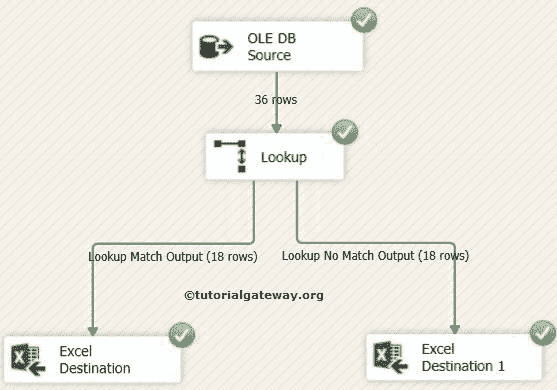 OLE DB
Source
36 rows
Lookup
Lookup Match Output (18 rows)
Lookup No Match Output (18 rows)
©tutorialgateway.org
Excel
Destination
Excel
Destination 1